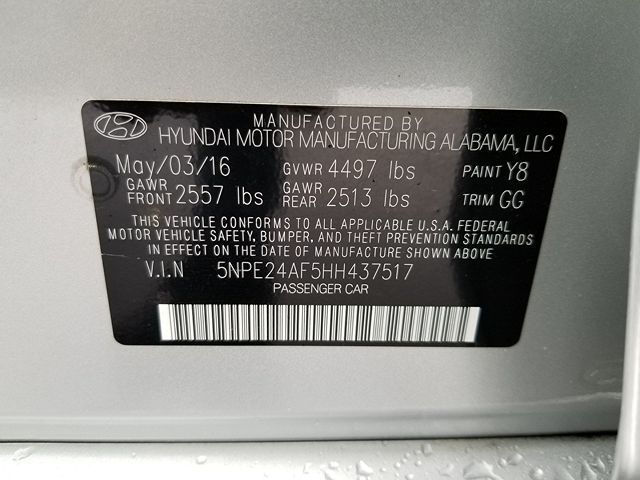 MANUFACTURED BY
HYUNDAI MOTOR MANUFACTURING ALABAMA, LLC
May/03/16 GVWR 4497 lbs PAINT Y8
GAWR FRONT 2557 lbs GAWR REAR 2513 lbs TRIM GG
THIS VEHICLE CONFORMS TO ALL APPLICABLE U.S.A. FEDERAL
MOTOR VEHICLE SAFETY, BUMPER, AND THEFT PREVENTION STANDARDS
IN EFFECT ON THE DATE OF MANUFACTURE SHOWN ABOVE
V.I.N 5NPE24AF5HH437517
PASSENGER CAR